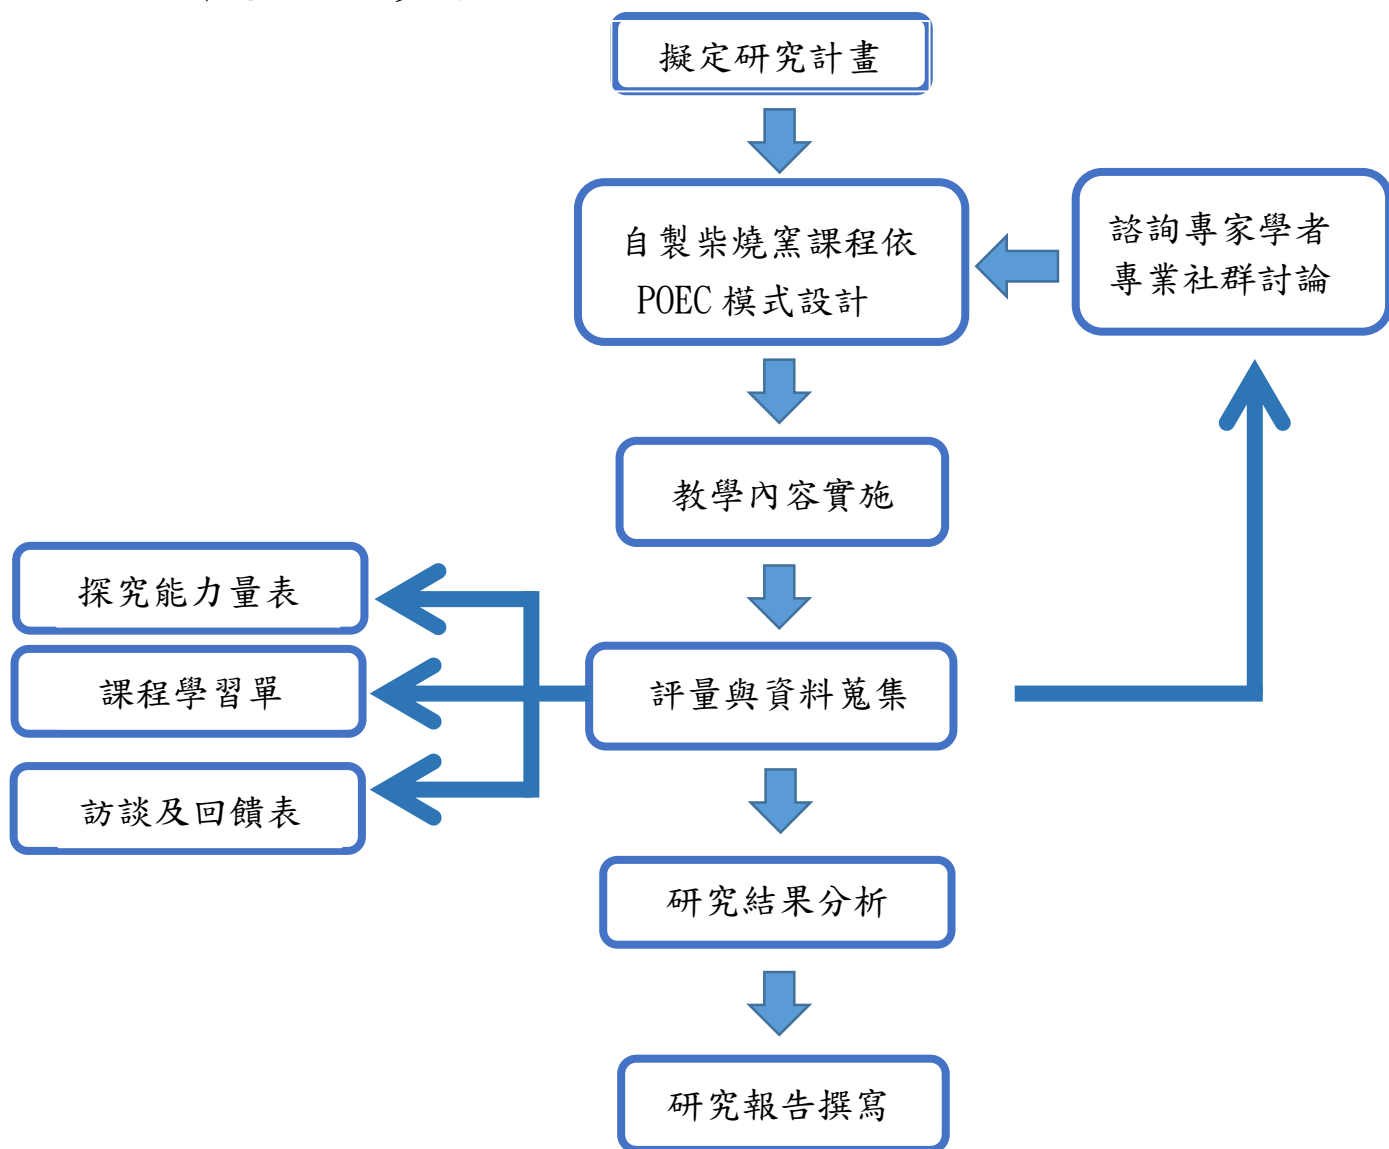 擬定研究計畫
自製柴燒窯課程依
POEC 模式設計
諮詢專家學者
專業社群討論
教學內容實施
探究能力量表
課程學習單
評量與資料蒐集
訪談及回饋表
研究結果分析
研究報告撰寫